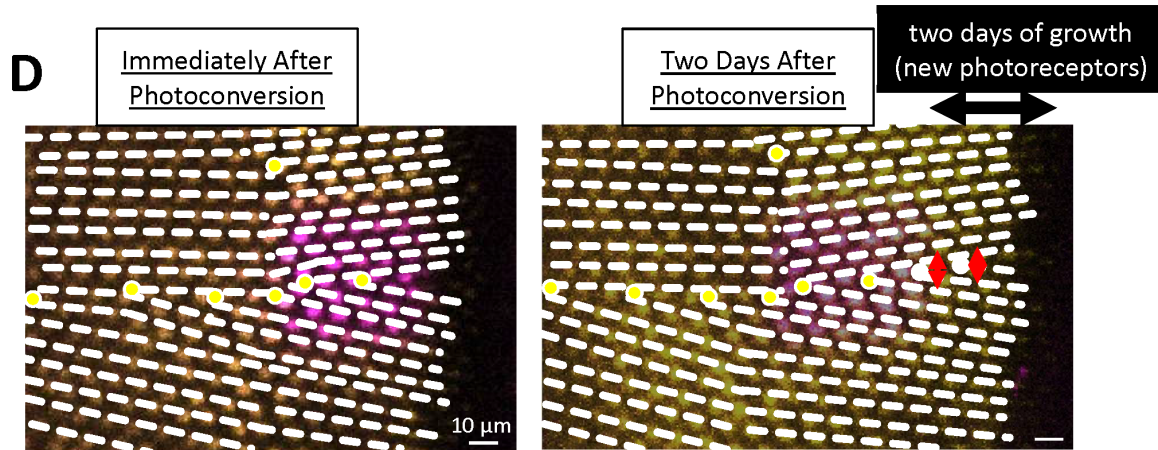 D
Immediately After
Photoconversion
Two Days After
Photoconversion
two days of growth
(new photoreceptors)
10 μm